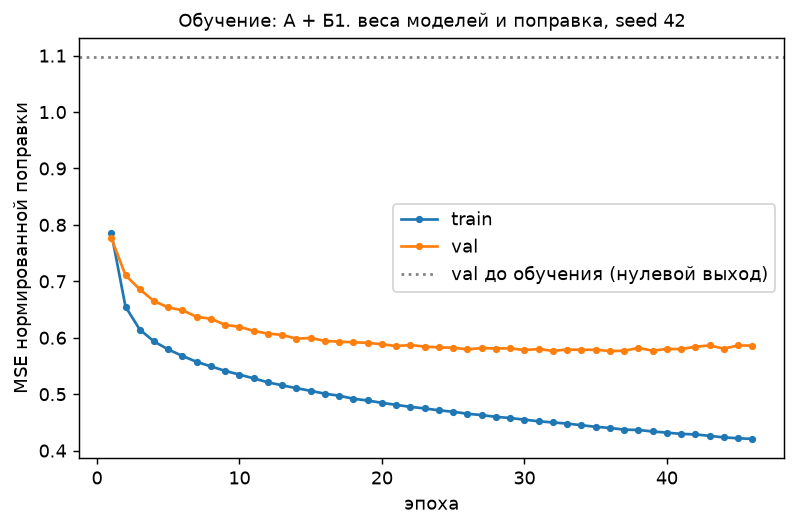 Обучение: А + Б1. веса моделей и поправка, seed 42
MSE нормированной поправки
1.1
1.0
0.9
0.8
0.7
0.6
0.5
0.4
train
val
val до обучения (нулевой выход)
0 10 20 30 40
эпоха